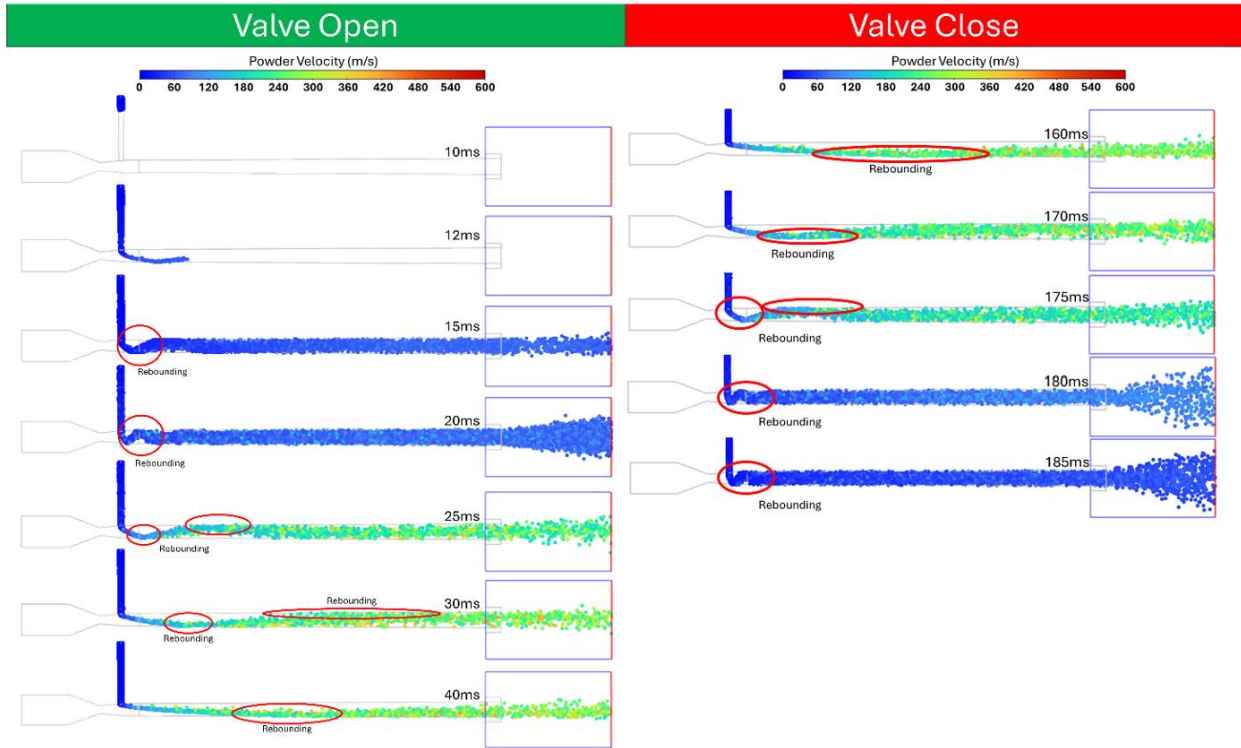 Valve Open
Powder Velocity (m/s)
0 60 120 180 240 300 360 420 480 540 600
10ms
12ms
15ms
Rebounding
20ms
Rebounding
25ms
Rebounding
Rebounding
30ms
Rebounding
40ms
Rebounding
Valve Close
Powder Velocity (m/s)
0 60 120 180 240 300 360 420 480 540 600
160ms
Rebounding
170ms
Rebounding
175ms
Rebounding
180ms
Rebounding
185ms
Rebounding